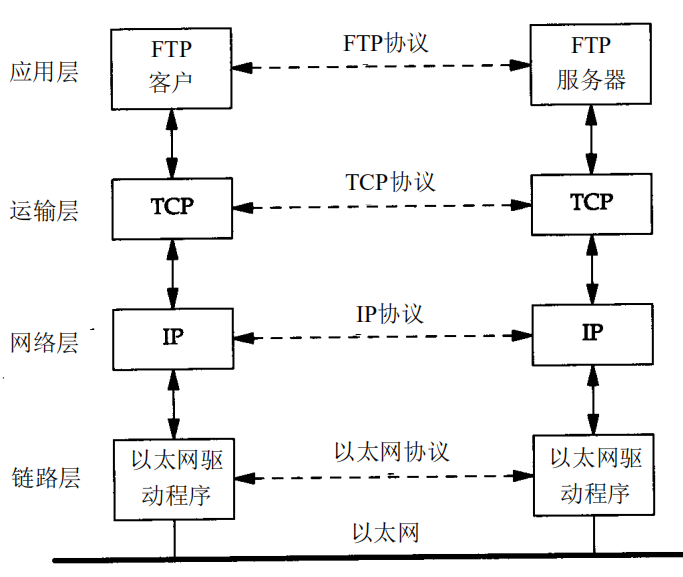 应用层
FTP
客户
FTP协议
FTP
服务器
运输层
TCP
TCP协议
TCP
网络层
IP
IP协议
IP
链路层
以太网驱
动程序
以太网协议
以太网驱
动程序
以太网